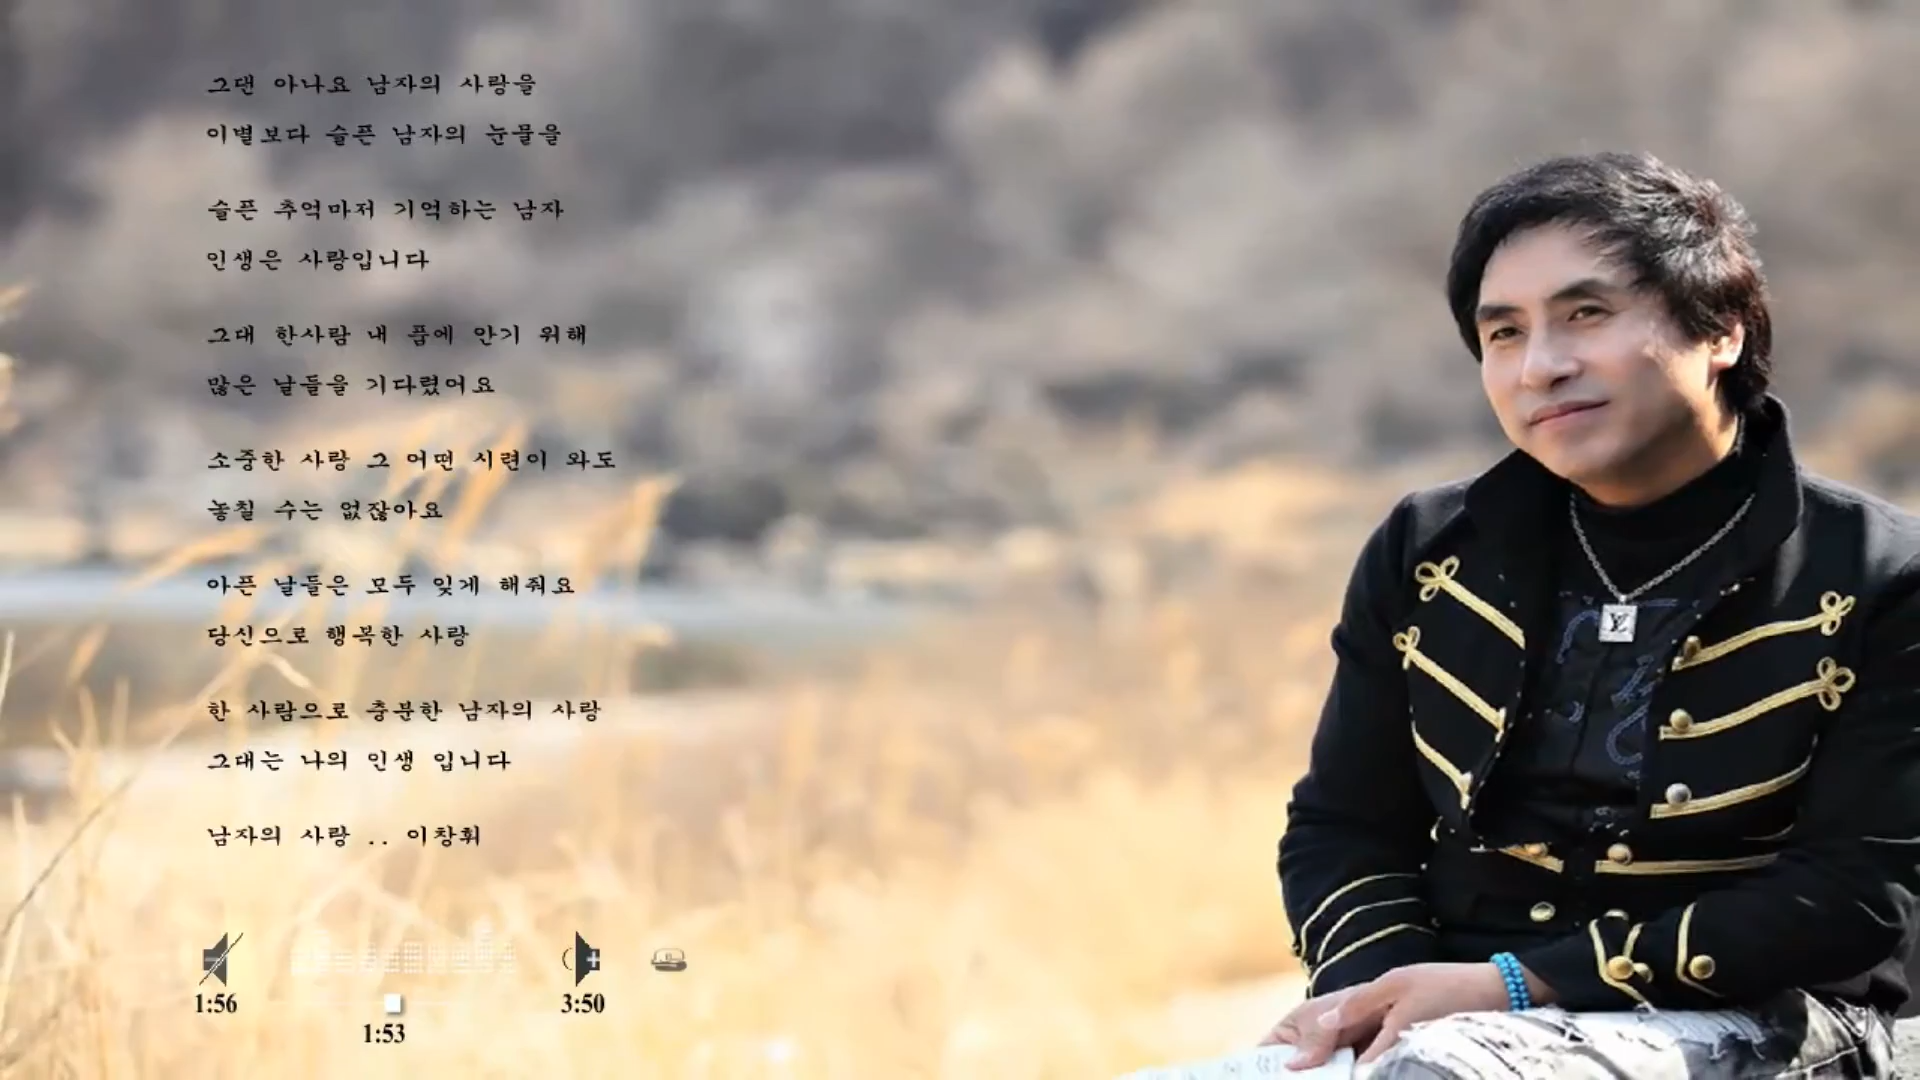 그댄 아나요 남자의 사랑을
이별보다 슬픈 남자의 눈물을
슬픈 추억마저 기억하는 남자
인생은 사랑입니다
그대 한사람 내 품에 안기 위해
많은 날들을 기다렸어요
소중한 사랑 그 어떤 시련이 와도
놓칠 수는 없잖아요
아픈 날들은 모두 잊게 해줘요
당신으로 행복한 사랑
한 사람으로 충분한 남자의 사랑
그대는 나의 인생 입니다
남자의 사랑 .. 이창휘
1:56
3:50
1:53